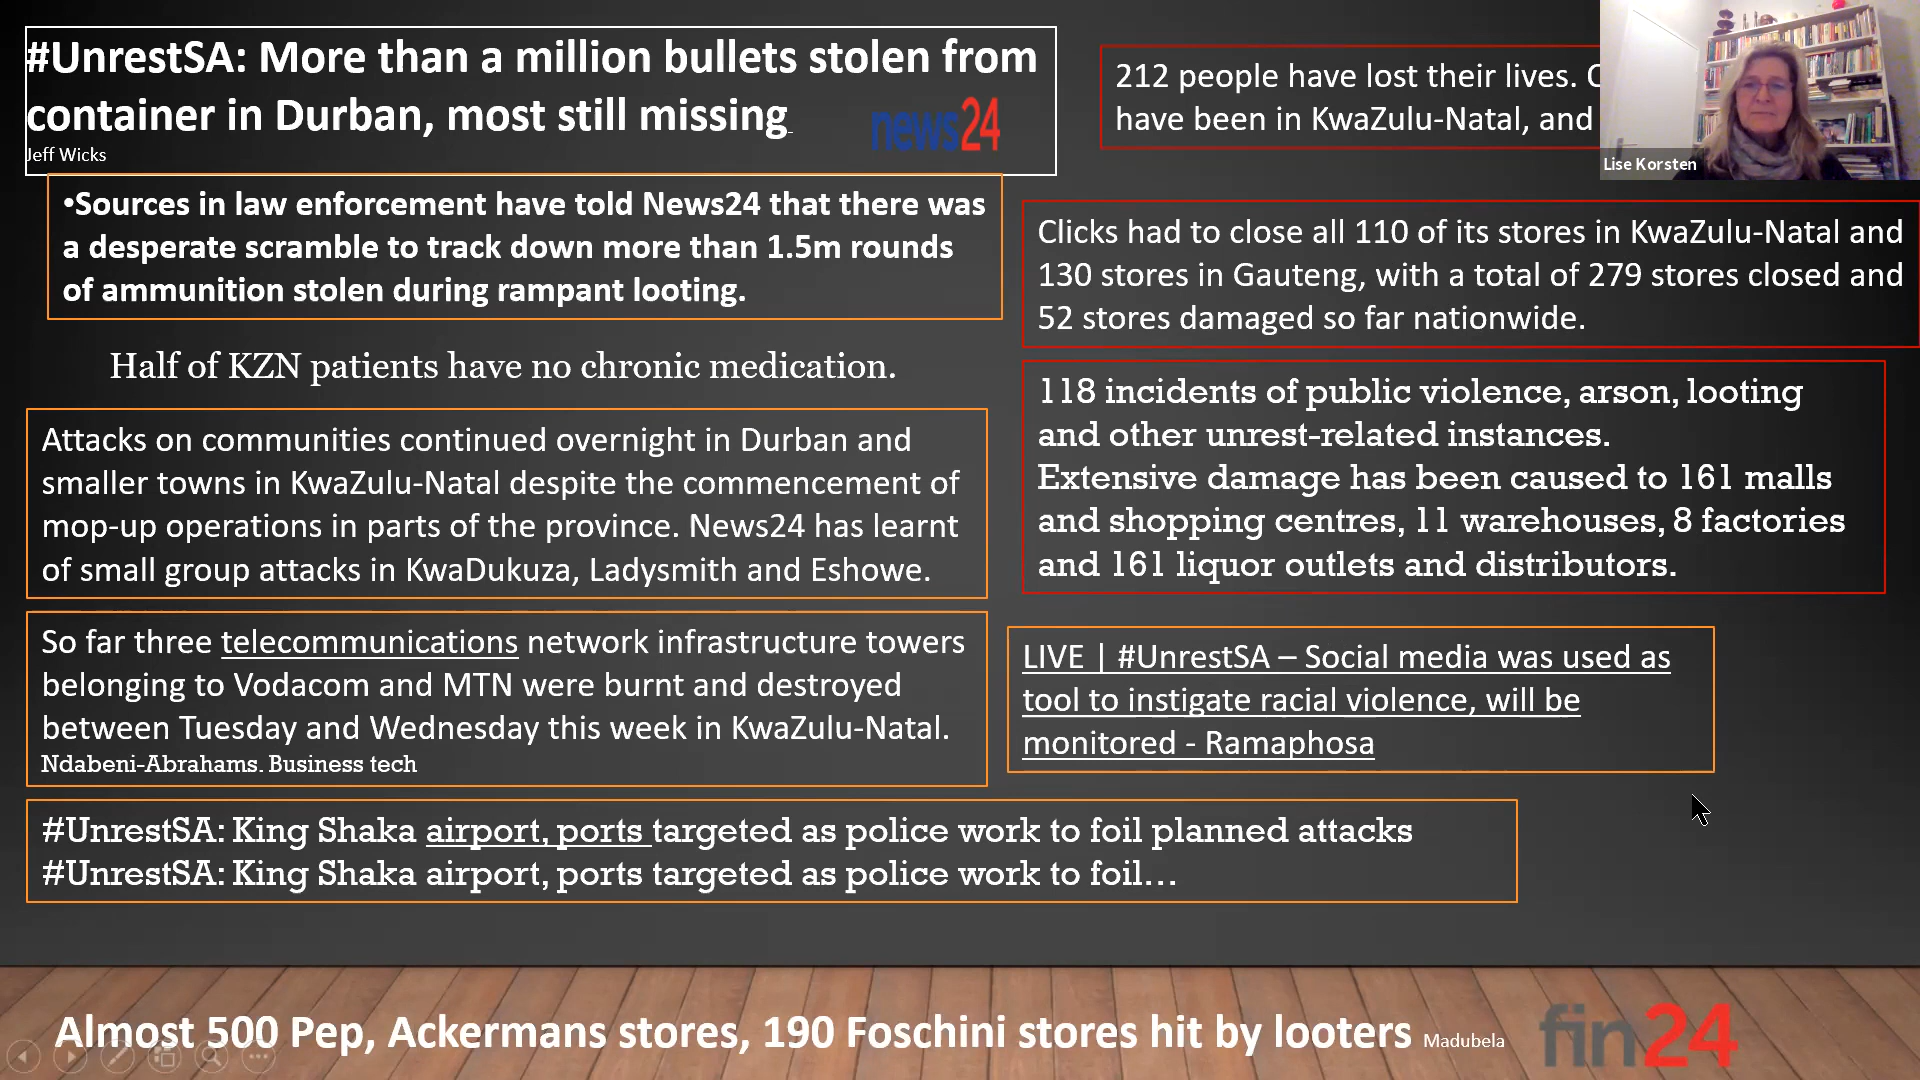 #UnrestSA: More than a million bullets stolen from
container in Durban, most still missing
news24
Jeff Wicks
•Sources in law enforcement have told News24 that there was
a desperate scramble to track down more than 1.5m rounds
of ammunition stolen during rampant looting.
Half of KZN patients have no chronic medication.
Attacks on communities continued overnight in Durban and
smaller towns in KwaZulu-Natal despite the commencement of
mop-up operations in parts of the province. News24 has learnt
of small group attacks in KwaDukuza, Ladysmith and Eshowe.
So far three telecommunications network infrastructure towers
belonging to Vodacom and MTN were burnt and destroyed
between Tuesday and Wednesday this week in KwaZulu-Natal.
Ndabeni-Abrahams. Business tech
212 people have lost their lives.
have been in KwaZulu-Natal, and
Lise Korsten
Clicks had to close all 110 of its stores in KwaZulu-Natal and
130 stores in Gauteng, with a total of 279 stores closed and
52 stores damaged so far nationwide.
118 incidents of public violence, arson, looting
and other unrest-related instances.
Extensive damage has been caused to 161 malls
and shopping centres, 11 warehouses, 8 factories
and 161 liquor outlets and distributors.
LIVE | #UnrestSA – Social media was used as
tool to instigate racial violence, will be
monitored - Ramaphosa
#UnrestSA: King Shaka airport, ports targeted as police work to foil planned attacks
#UnrestSA: King Shaka airport, ports targeted as police work to foil...
Almost 500 Pep, Ackermans stores, 190 Foschini stores hit by looters Madubela
fin24